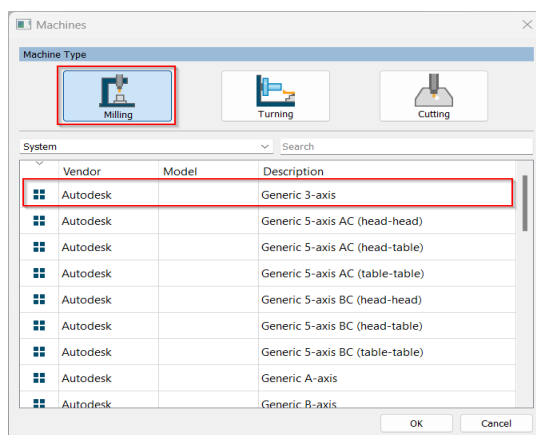 Machines
Machine Type
Milling
Turning
Cutting
System
Search
Vendor Model Description
Autodesk Generic 3-axis
Autodesk Generic 5-axis AC (head-head)
Autodesk Generic 5-axis AC (head-table)
Autodesk Generic 5-axis AC (table-table)
Autodesk Generic 5-axis BC (head-head)
Autodesk Generic 5-axis BC (head-table)
Autodesk Generic 5-axis BC (table-table)
Autodesk Generic A-axis
Autodesk Generic B-axis
OK Cancel